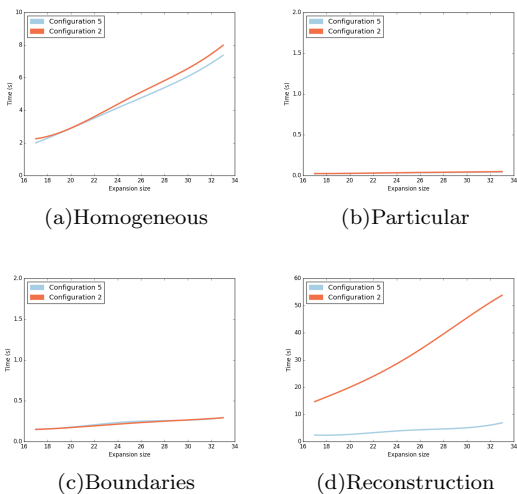 10
8
6
4
2
0
Time (s)
Configuration 5
Configuration 2
16 18 20 22 24 26 28 30 32 34
Expansion size
(a)Homogeneous
2.0
1.5
1.0
0.5
0.0
Time (s)
Configuration 5
Configuration 2
16 18 20 22 24 26 28 30 32 34
Expansion size
(b)Particular
2.0
1.5
1.0
0.5
0.0
Time (s)
Configuration 5
Configuration 2
16 18 20 22 24 26 28 30 32 34
Expansion size
(c)Boundaries
60
50
40
30
20
10
0
Time (s)
Configuration 5
Configuration 2
16 18 20 22 24 26 28 30 32 34
Expansion size
(d)Reconstruction